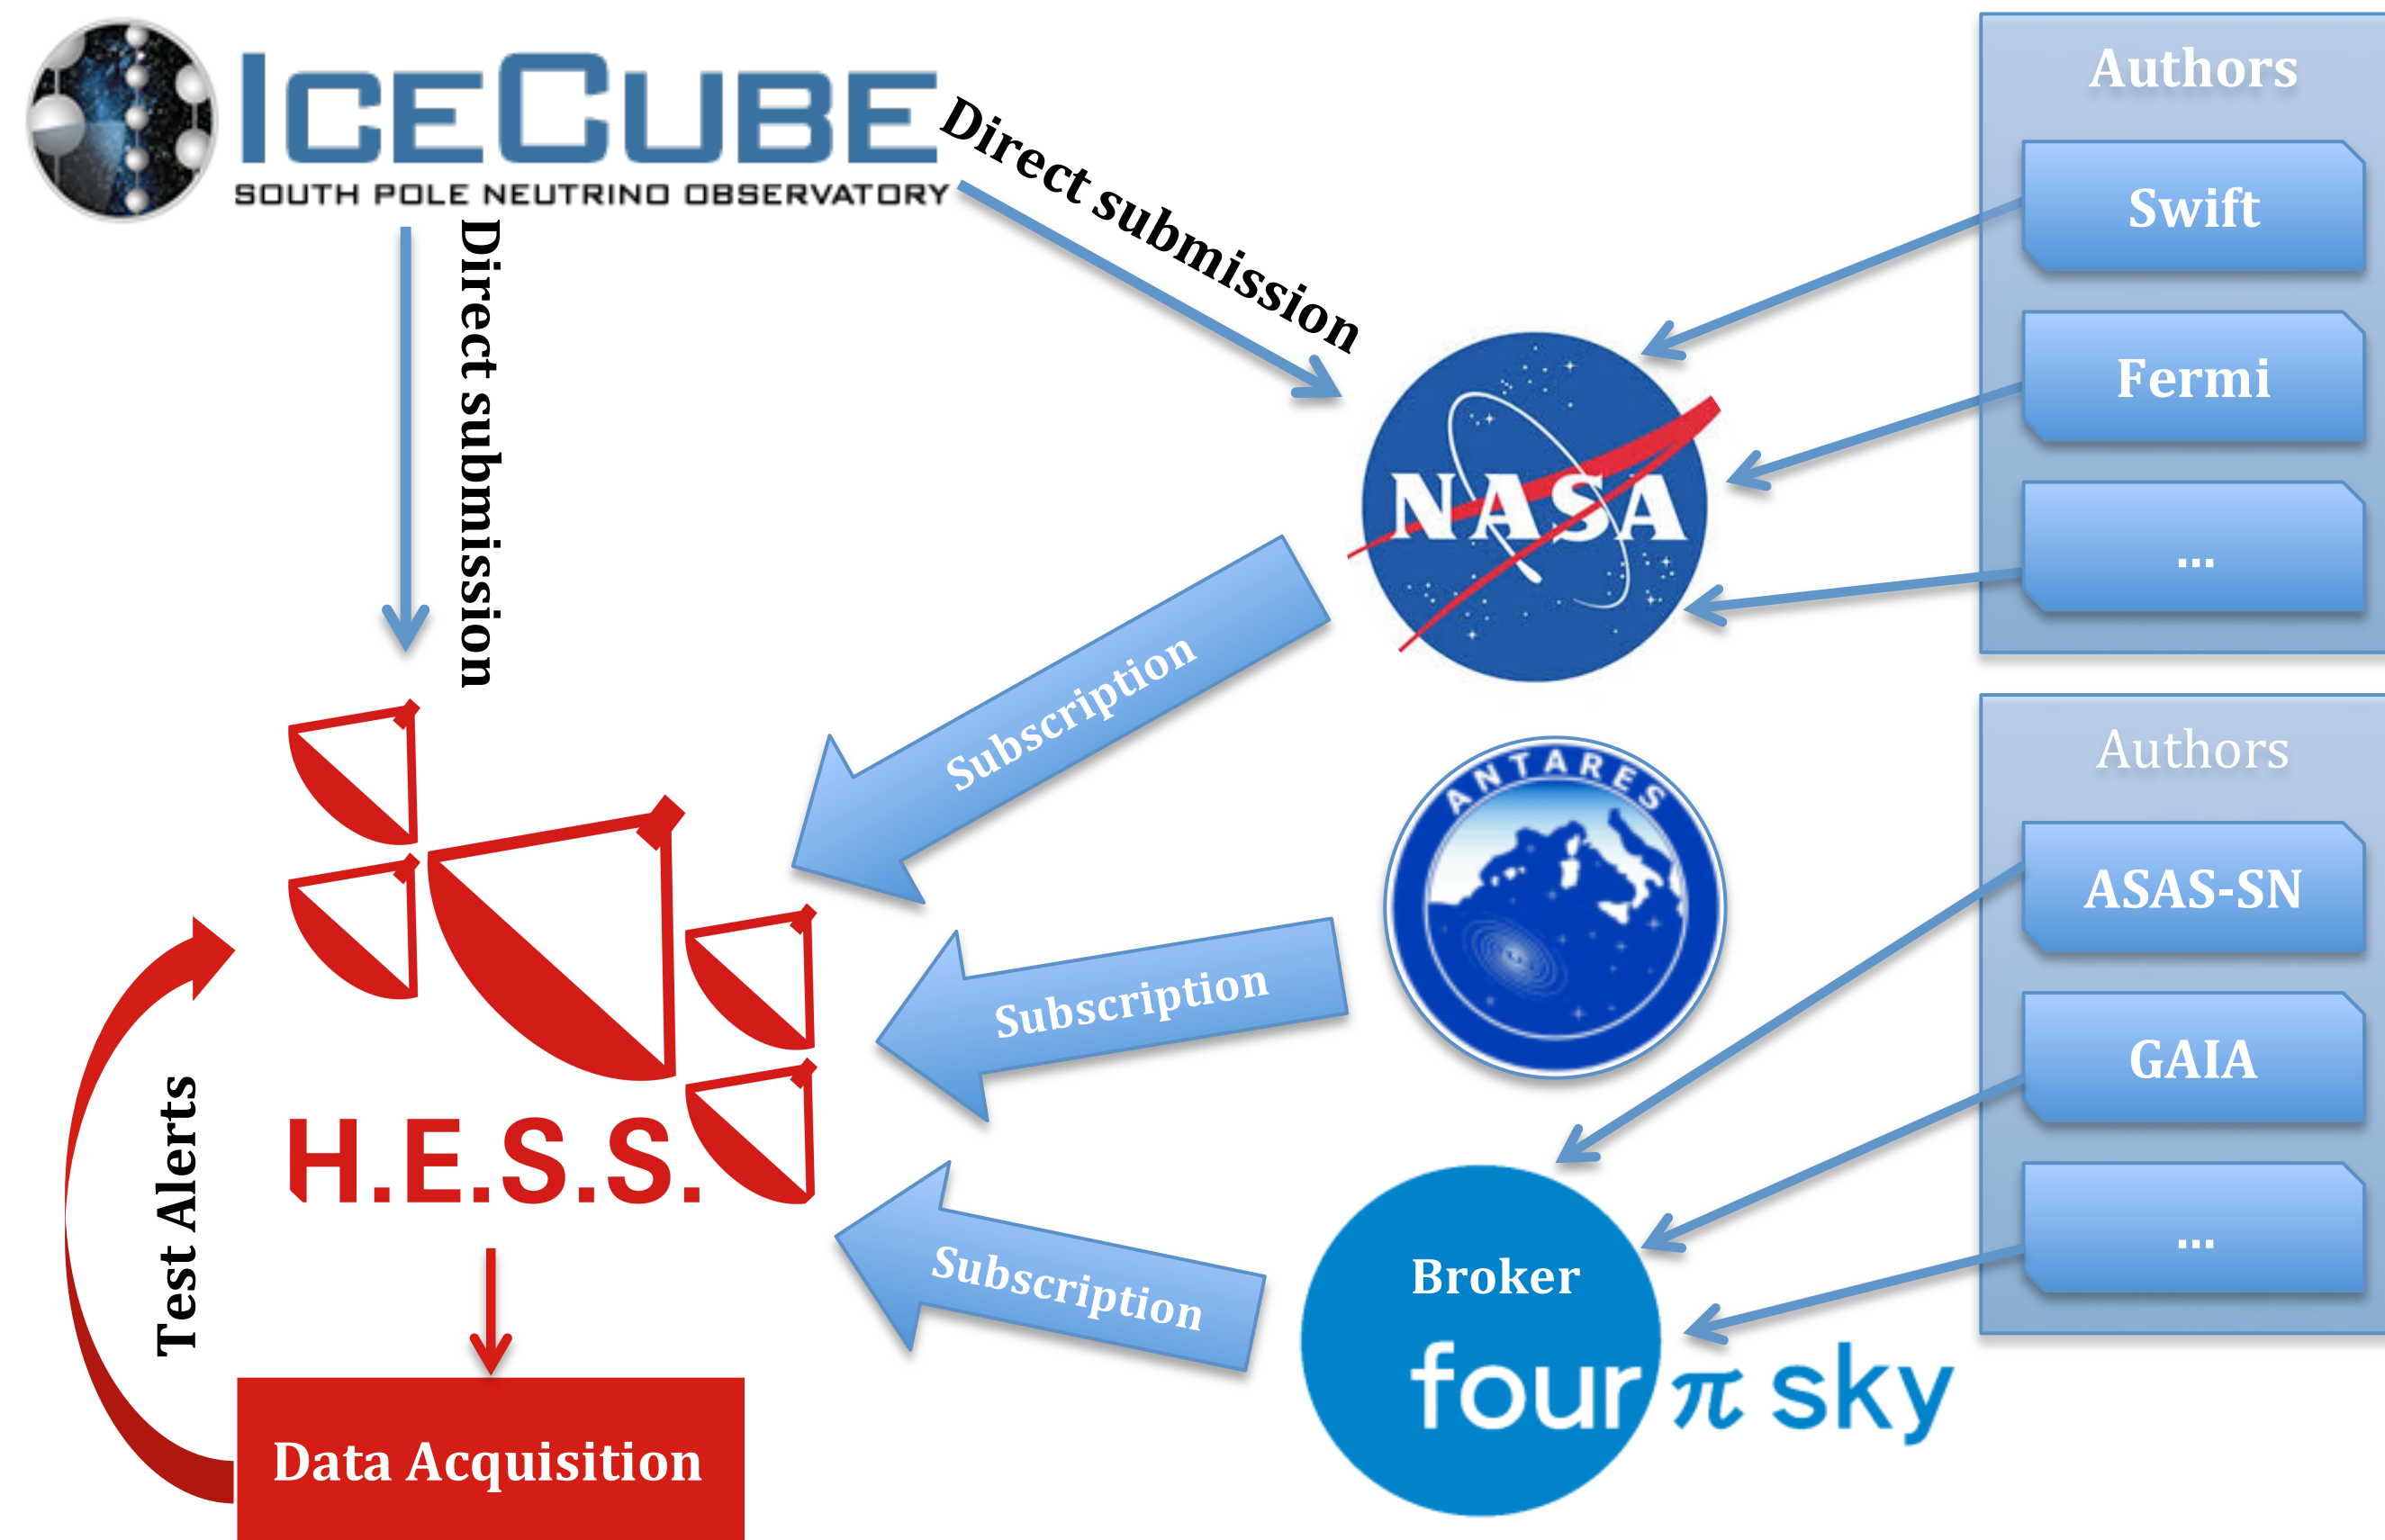 ICECUBE
SOUTH POLE NEUTRINO OBSERVATORY
Direct submission
Direct submission
Authors
Swift
Fermi
...
NASA
Subscription
ANTARES
Subscription
Authors
ASAS-SN
GAIA
...
H.E.S.S.
Test Alerts
Subscription
Broker
four π sky
Data Acquisition